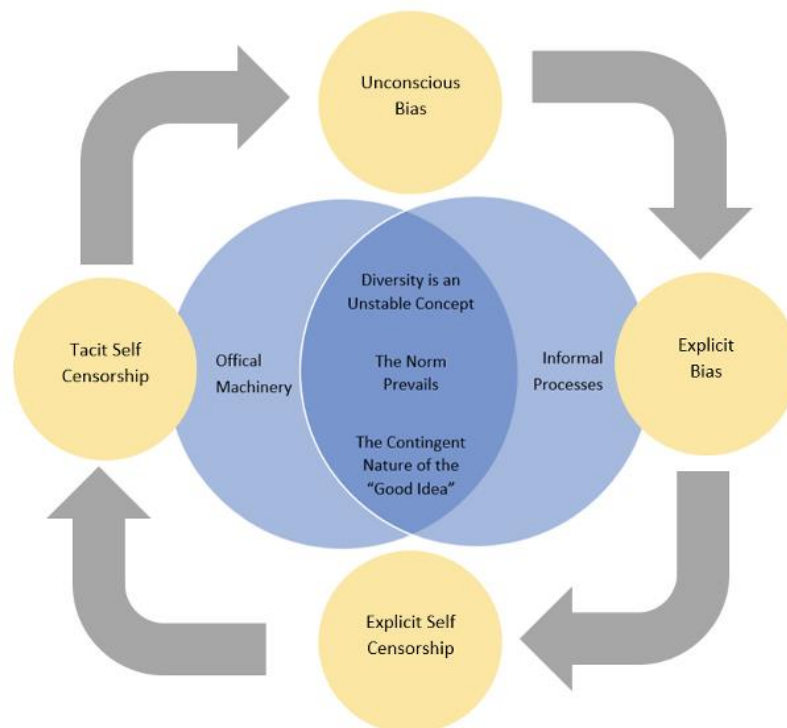 Unconscious
Bias
Diversity is an
Unstable Concept
Tacit Self
Censorship
Offical
Machinery
The Norm
Prevails
Informal
Processes
Explicit
Bias
The Contingent
Nature of the
“Good Idea”
Explicit Self
Censorship